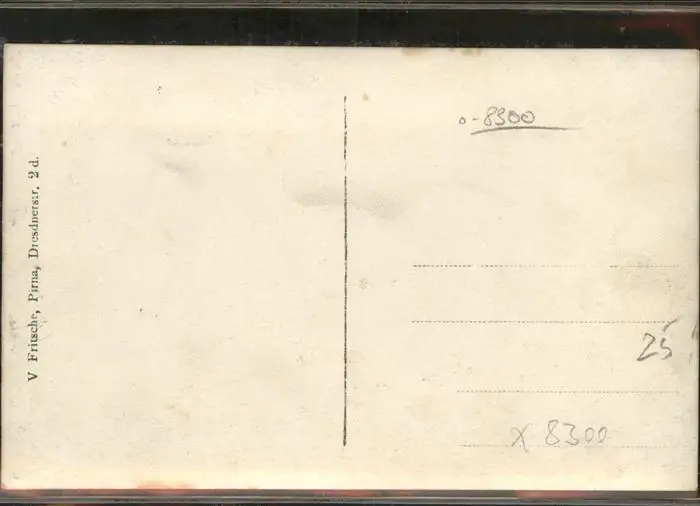 V Fritsche, Pirna, Dresdnerstr. 2 d.
o-8300
25
x 8300